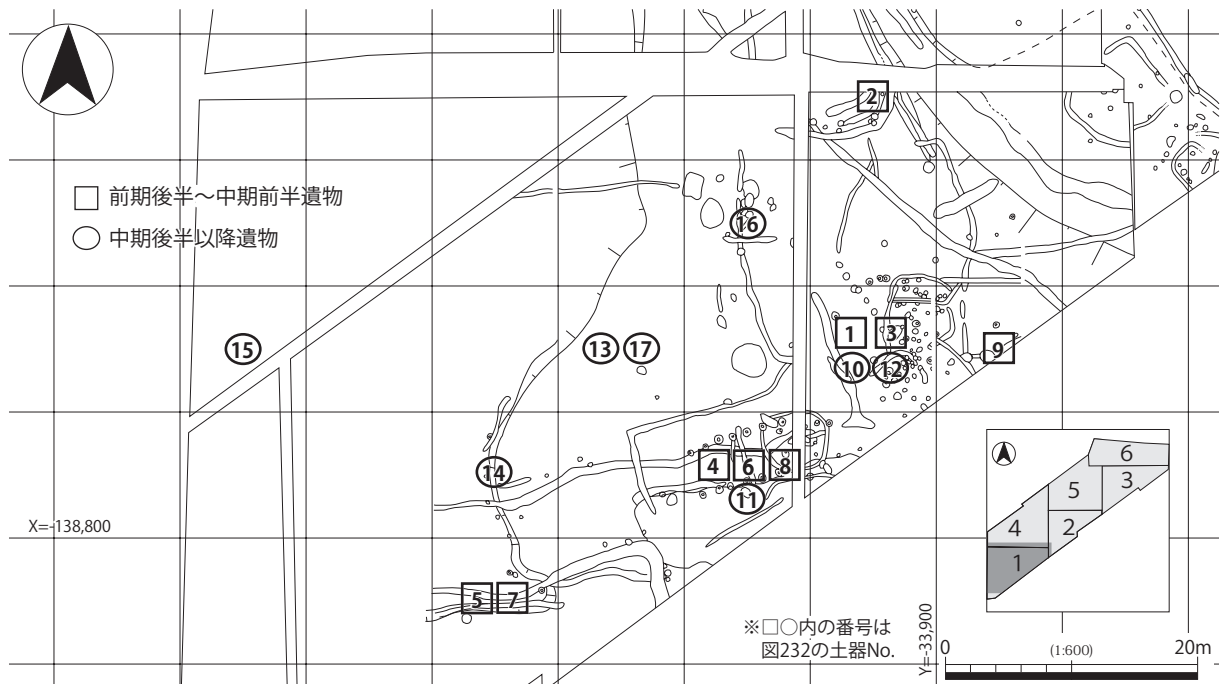 2
□ 前期後半～中期前半遺物
○ 中期後半以降遺物
16
15
13 17
1 3
9
10 12
4 6 8
14
11
X=-138,800
5 7
6
5 3
4 2
1
※□○内の番号は
図232の土器No.
Y=-33,900
0 (1:600) 20m